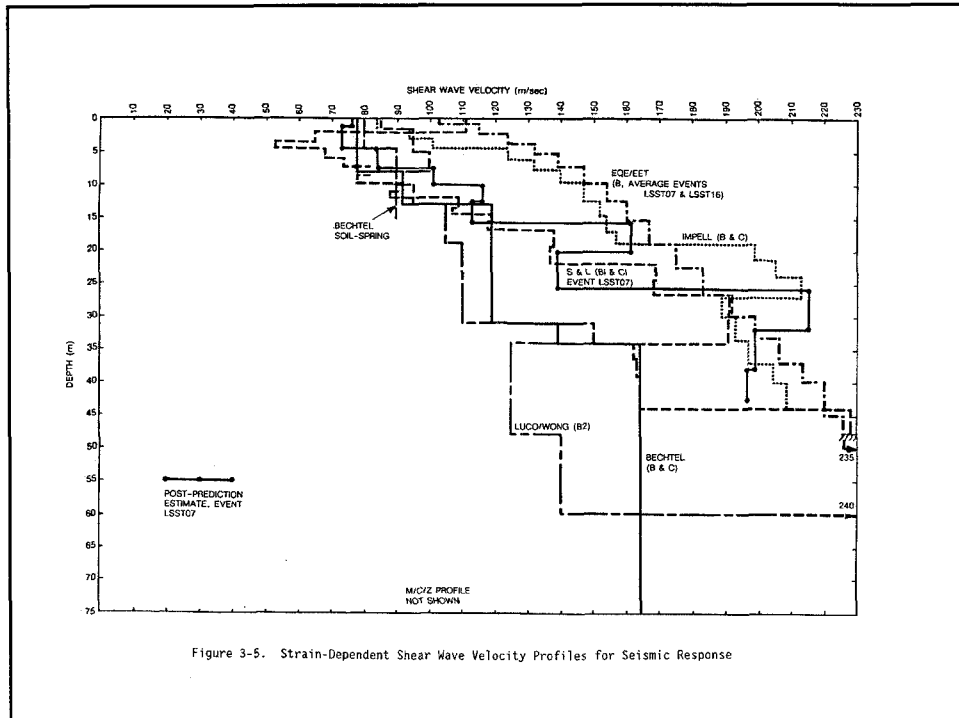 SHEAR WAVE VELOCITY (m/sec)
10 20 30 40 50 60 70 80 90 100 110 120 130 140 150 160 170 180 190 200 210 220 230
DEPTH (m)
0
5
10
15
20
25
30
35
40
45
50
55
60
65
70
75
EQE/EET
(B, AVERAGE EVENTS
LSST07 & LSST16)
IMPELL (B & C)
BECHTEL
SOIL-SPRING
S & L (BI & C)
EVENT LSST07)
LUCO/WONG (B2)
BECHTEL
(B & C)
235
240
POST-PREDICTION
ESTIMATE, EVENT
LSST07
M/C/Z PROFILE
NOT SHOWN
Figure 3-5. Strain-Dependent Shear Wave Velocity Profiles for Seismic Response